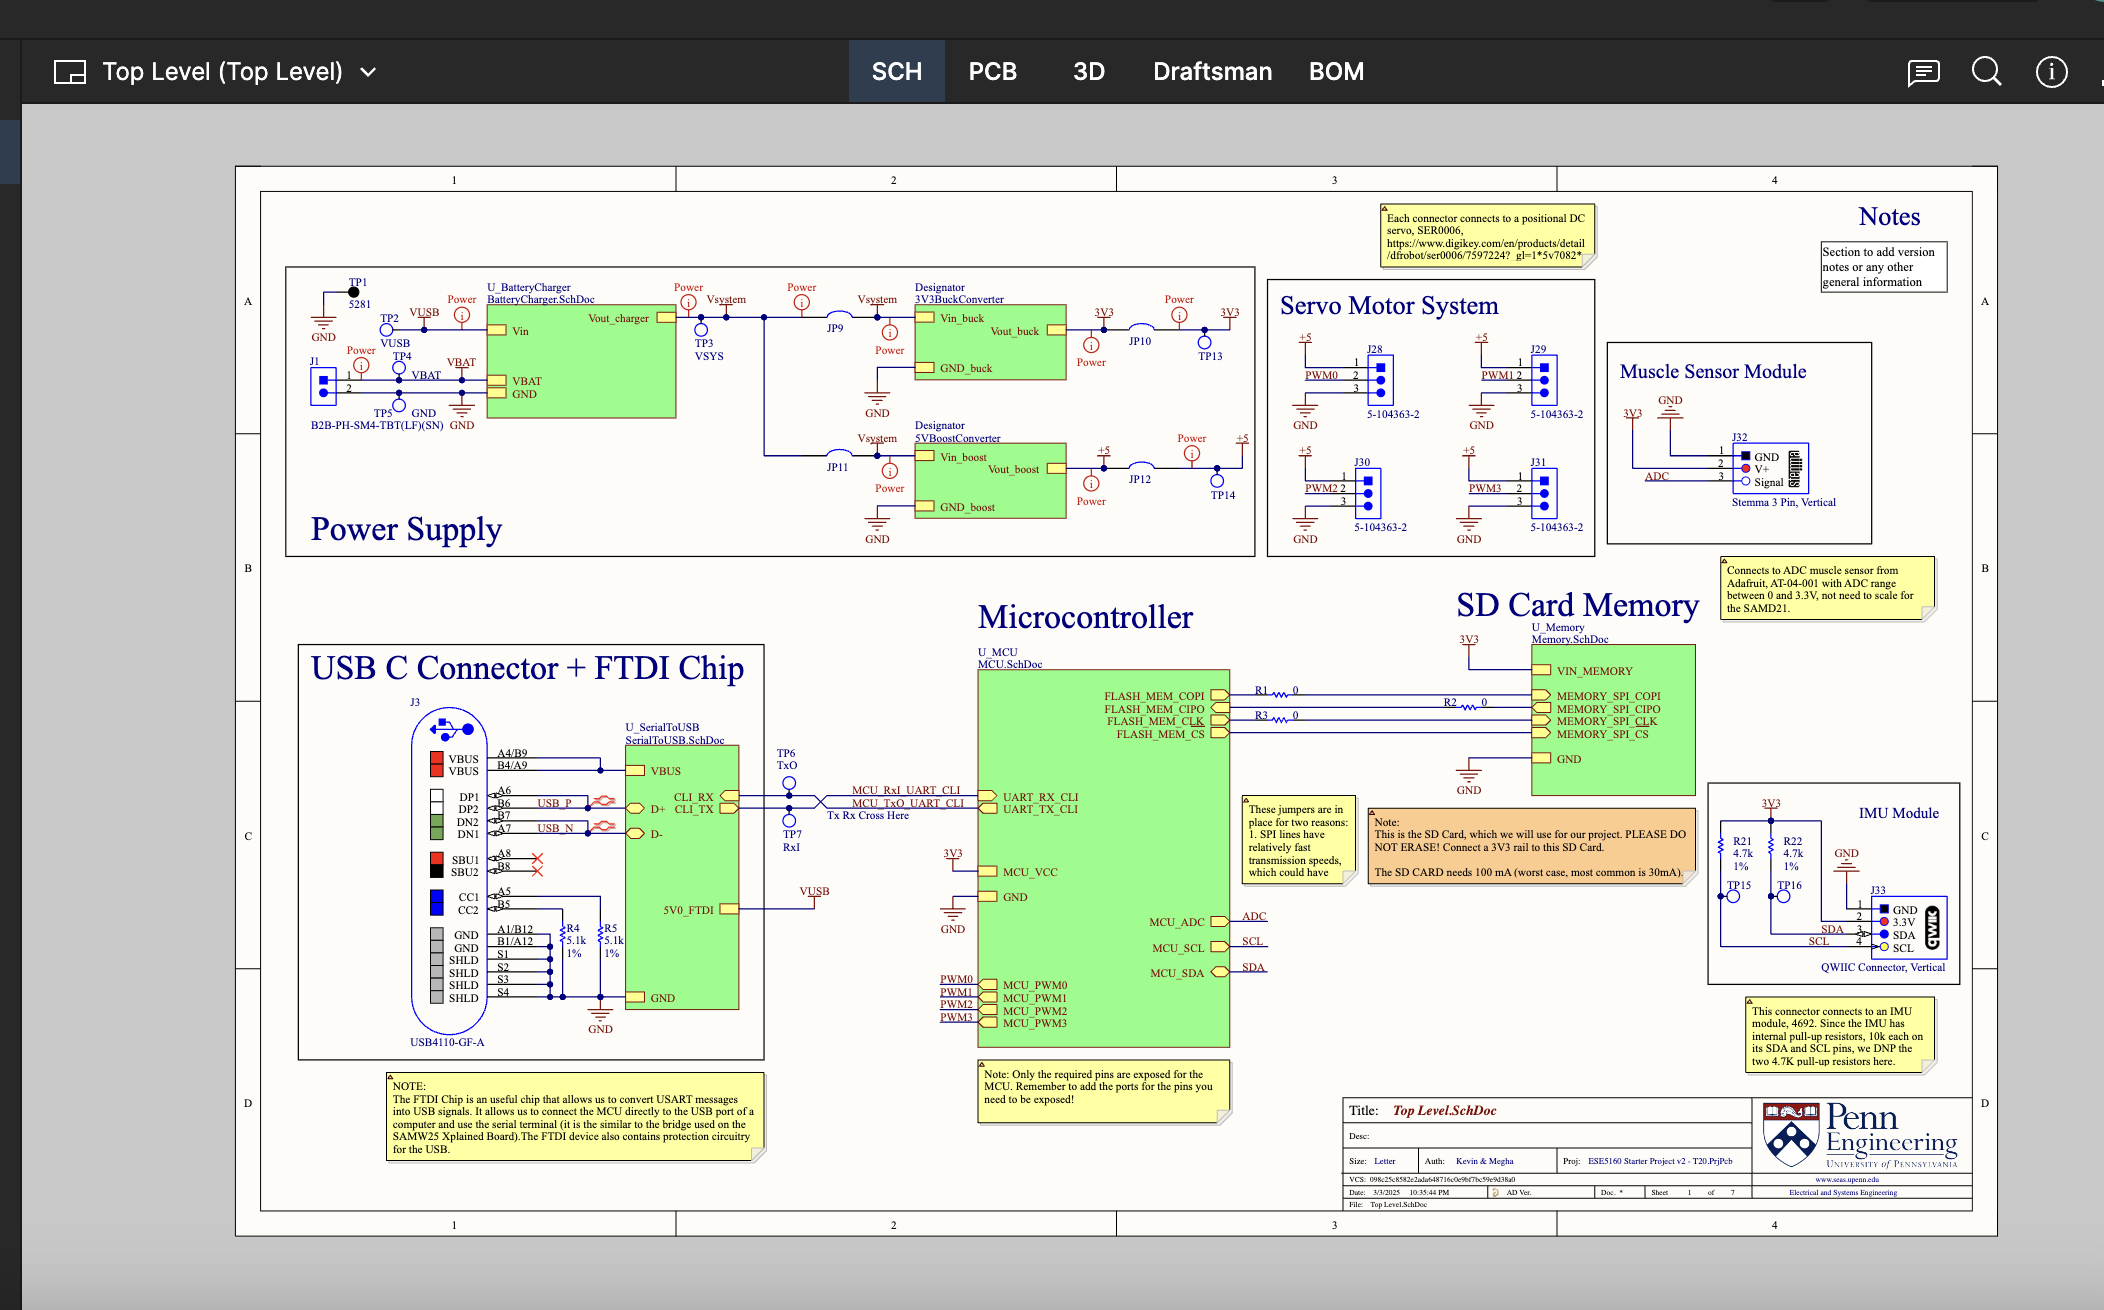 Top Level (Top Level)
SCH
PCB
3D
Draftsman
BOM
1
2
3
4
A
B
C
D
Notes
Section to add version
notes or any other
general information
Each connector connects to a positional DC
servo, SER0006,
https://www.digikey.com/en/products/detail
/dfrobot/ser0006/7597224?_gl=1*5v7082*
TP1
5281
GND
TP2
VUSB
VUSB
Power
U_BatteryCharger
BatteryCharger.SchDoc
Vin
Vout_charger
VBAT
GND
J1
1
2
Power
TP4
VBAT
VBAT
TP5
GND
GND
B2B-PH-SM4-TBT(LF)(SN)
Power
Vsystem
TP3
VSYS
Power
JP9
Vsystem
Power
Designator
3V3BuckConverter
Vin_buck
Vout_buck
GND_buck
GND
3V3
Power
JP10
Power
3V3
TP13
JP11
Vsystem
Power
Designator
5VBoostConverter
Vin_boost
Vout_boost
GND_boost
GND
+5
Power
JP12
Power
+5
TP14
Power Supply
Servo Motor System
+5
J28
PWM0
1
2
3
GND
5-104363-2
+5
J29
PWM1
1
2
3
GND
5-104363-2
+5
J30
PWM2
1
2
3
GND
5-104363-2
+5
J31
PWM3
1
2
3
GND
5-104363-2
Muscle Sensor Module
GND
3V3
J32
ADC
1
2
3
GND
V+
Signal
Stemma 3 Pin, Vertical
Connects to ADC muscle sensor from
Adafruit, AT-04-001 with ADC range
between 0 and 3.3V, not need to scale for
the SAMD21.
USB C Connector + FTDI Chip
J3
VBUS
VBUS
DP1
DP2
DN2
DN1
SBU1
SBU2
CC1
CC2
GND
GND
SHLD
SHLD
SHLD
SHLD
A4/B9
B4/A9
A6
B6
B7
A7
A8
B8
A5
B5
A1/B12
B1/A12
S1
S2
S3
S4
USB_P
USB_N
R4
5.1k
1%
R5
5.1k
1%
GND
USB4110-GF-A
U_SerialToUSB
SerialToUSB.SchDoc
VBUS
CLI_RX
D+
CLI_TX
D-
5V0_FTDI
GND
TP6
TxO
TP7
RxI
MCU_RxI_UART_CLI
MCU_TxO_UART_CLI
Tx Rx Cross Here
VUSB
NOTE:
The FTDI Chip is an useful chip that allows us to convert USART messages
into USB signals. It allows us to connect the MCU directly to the USB port of a
computer and use the serial terminal (it is the similar to the bridge used on the
SAMW25 Xplained Board).The FTDI device also contains protection circuitry
for the USB.
Microcontroller
U_MCU
MCU.SchDoc
FLASH_MEM_COPI
FLASH_MEM_CIPO
FLASH_MEM_CLK
FLASH_MEM_CS
UART_RX_CLI
UART_TX_CLI
3V3
MCU_VCC
GND
GND
MCU_ADC
ADC
MCU_SCL
SCL
MCU_SDA
SDA
PWM0
PWM1
PWM2
PWM3
MCU_PWM0
MCU_PWM1
MCU_PWM2
MCU_PWM3
Note: Only the required pins are exposed for the
MCU. Remember to add the ports for the pins you
need to be exposed!
R1 0
R2 0
R3 0
SD Card Memory
U_Memory
Memory.SchDoc
3V3
VIN_MEMORY
MEMORY_SPI_COPI
MEMORY_SPI_CIPO
MEMORY_SPI_CLK
MEMORY_SPI_CS
GND
GND
These jumpers are in
place for two reasons:
1. SPI lines have
relatively fast
transmission speeds,
which could have
Note:
This is the SD Card, which we will use for our project. PLEASE DO
NOT ERASE! Connect a 3V3 rail to this SD Card.
The SD CARD needs 100 mA (worst case, most common is 30mA).
IMU Module
3V3
R21
4.7k
1%
R22
4.7k
1%
GND
TP15
TP16
J33
SDA
SCL
1
2
3
4
GND
3.3V
SDA
SCL
QWIIC
QWIIC Connector, Vertical
This connector connects to an IMU
module, 4692. Since the IMU has
internal pull-up resistors, 10k each on
its SDA and SCL pins, we DNP the
two 4.7K pull-up resistors here.
Title: Top Level.SchDoc
Desc:
Size: Letter
Auth: Kevin & Megha
Proj: ESE5160 Starter Project v2 - T20.PrjPcb
Date: 3/3/2025 10:35:44 PM
AD Ver.
Doc. *
Sheet 1 of 7
File: Top Level.SchDoc
Penn
Engineering
UNIVERSITY of PENNSYLVANIA
www.seas.upenn.edu
Electrical and Systems Engineering
A
B
C
D
1
2
3
4